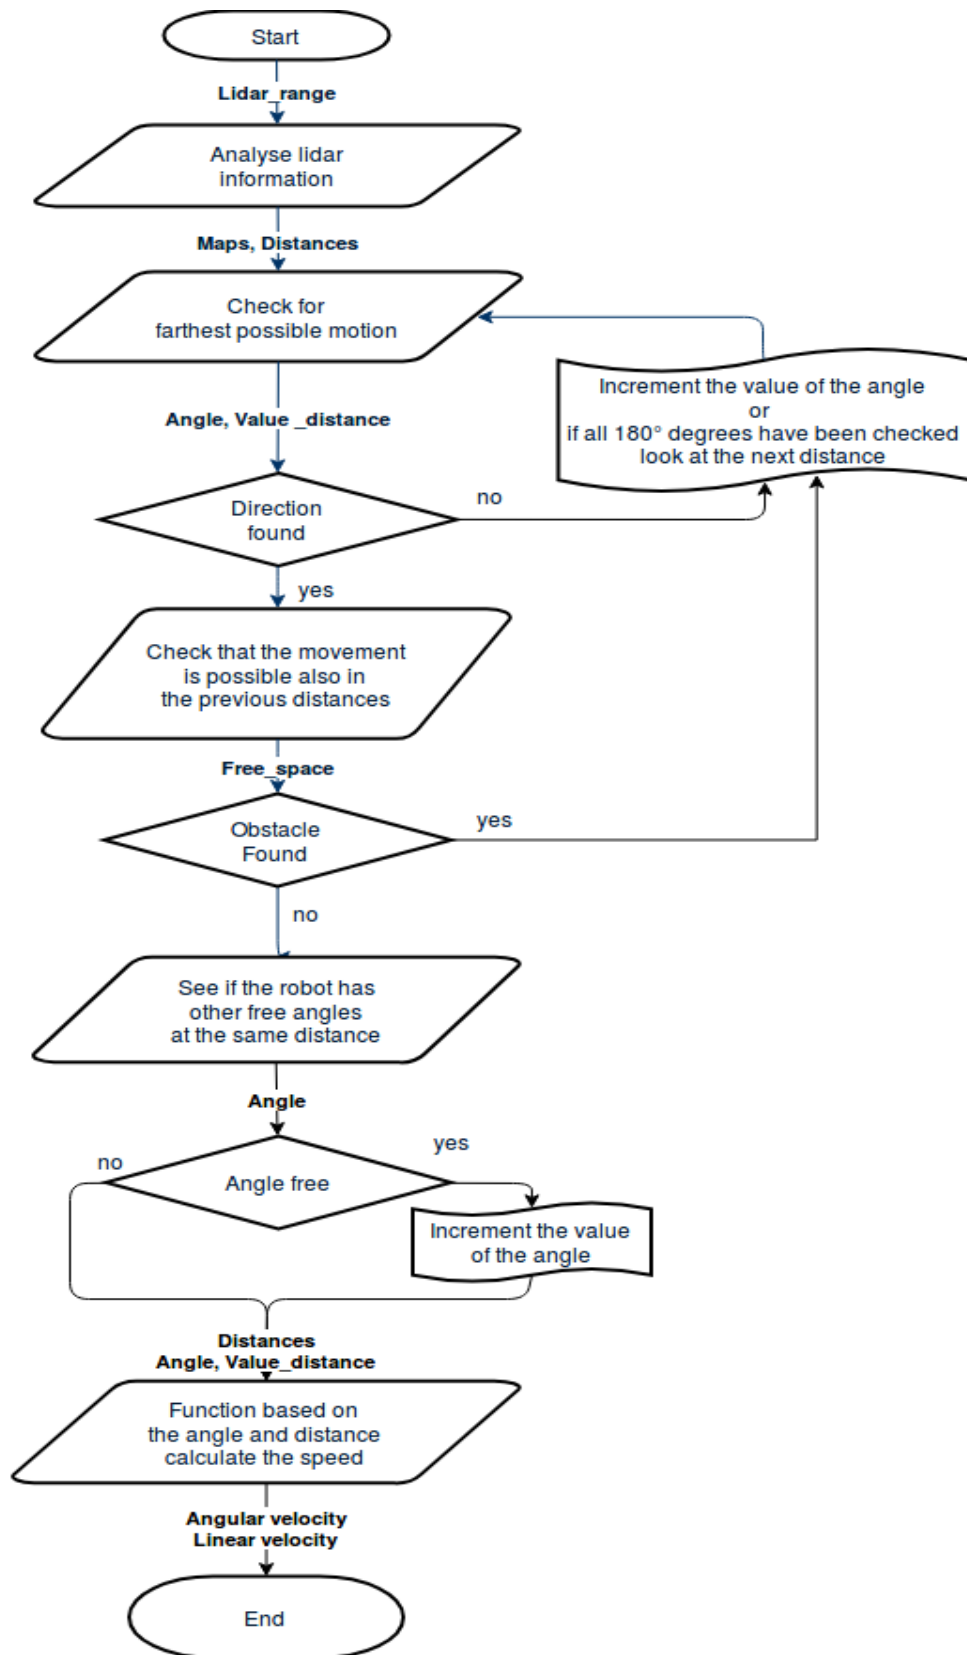 Start
Lidar_range
Analyse lidar
information
Maps, Distances
Check for
farthest possible motion
Increment the value of the angle
or
if all 180° degrees have been checked
look at the next distance
Angle, Value _distance
Direction
found
no
yes
Check that the movement
is possible also in
the previous distances
Free_space
Obstacle
Found
yes
no
See if the robot has
other free angles
at the same distance
Angle
no
yes
Angle free
Increment the value
of the angle
Distances
Angle, Value_distance
Function based on
the angle and distance
calculate the speed
Angular velocity
Linear velocity
End